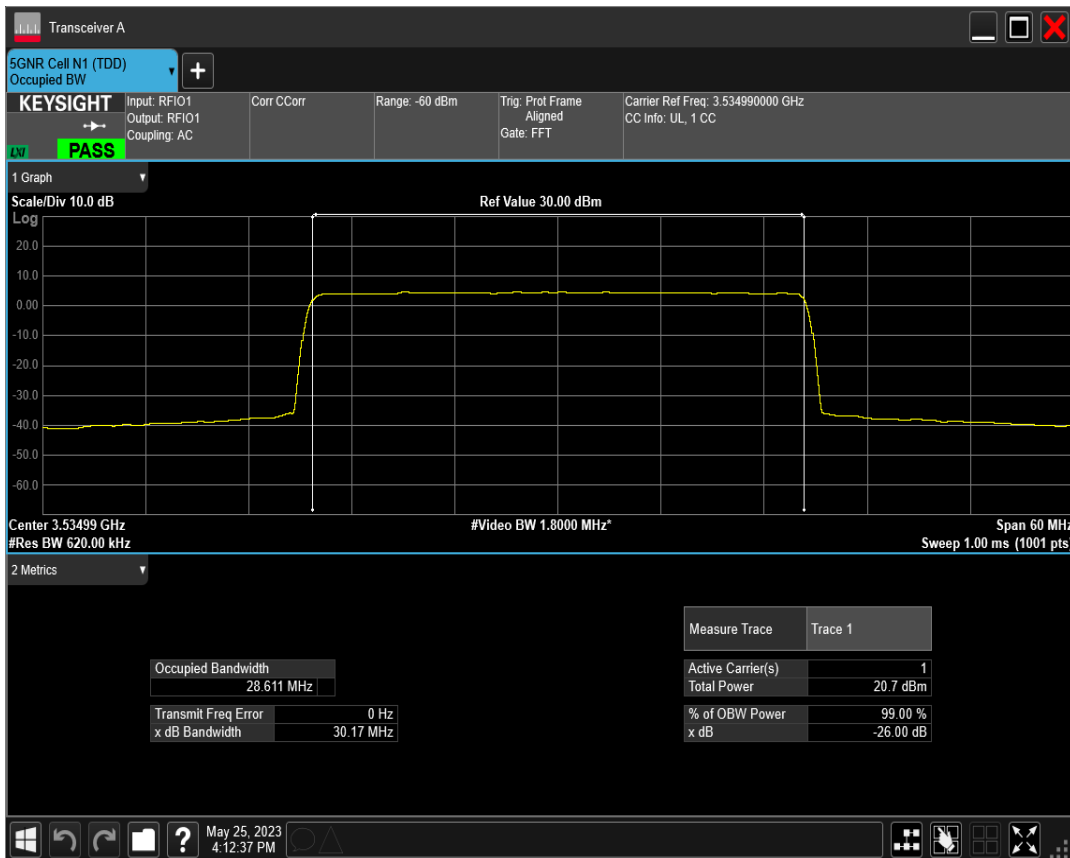 Transceiver A
5GNR Cell N1 (TDD)
Occupied BW
+
KEYSIGHT
LXI
PASS
Input: RFIO1
Output: RFIO1
Coupling: AC
Corr CCorr
Range: -60 dBm
Trig: Prot Frame
Aligned
Gate: FFT
Carrier Ref Freq: 3.534990000 GHz
CC Info: UL, 1 CC
1 Graph
Scale/Div 10.0 dB
Ref Value 30.00 dBm
Log
20.0
10.0
0.00
-10.0
-20.0
-30.0
-40.0
-50.0
-60.0
Center 3.53499 GHz
#Video BW 1.8000 MHz*
Span 60 MHz
#Res BW 620.00 kHz
Sweep 1.00 ms (1001 pts)
2 Metrics
Measure Trace Trace 1
Occupied Bandwidth
28.611 MHz
Active Carrier(s) 1
Total Power 20.7 dBm
Transmit Freq Error 0 Hz
x dB Bandwidth 30.17 MHz
% of OBW Power 99.00 %
x dB -26.00 dB
?
May 25, 2023
4:12:37 PM